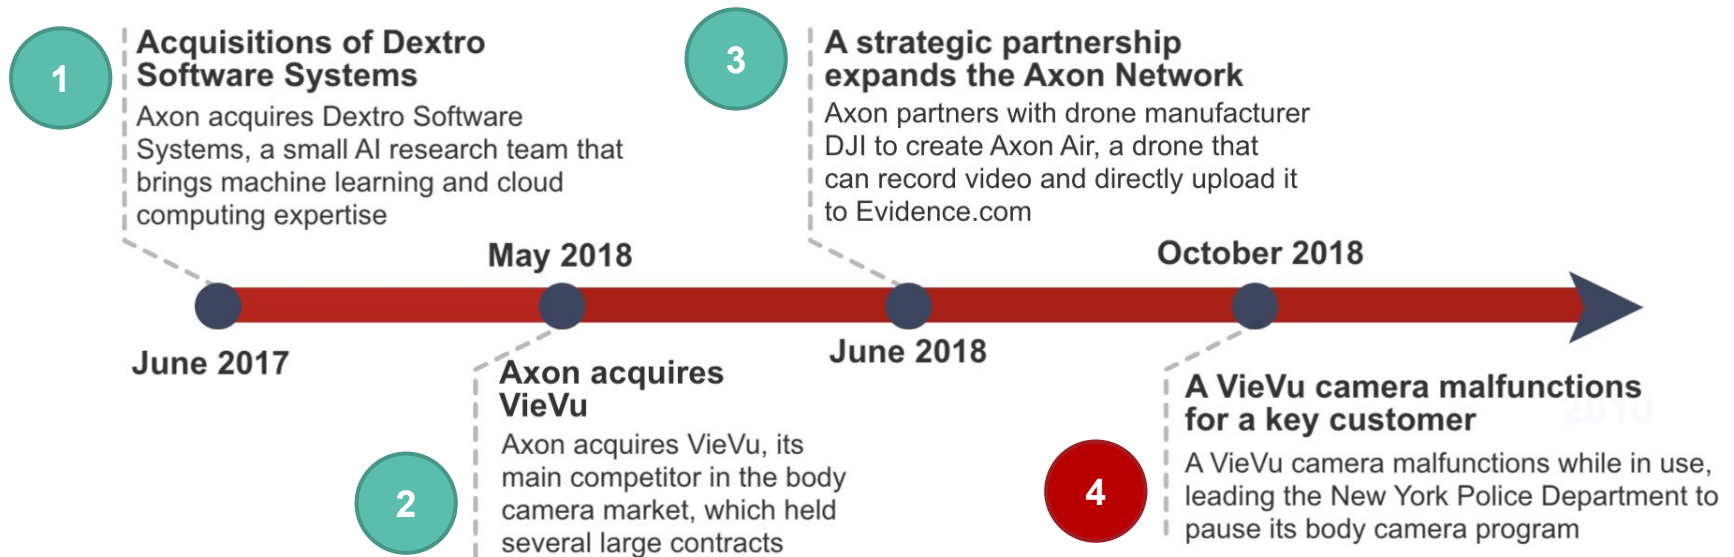 1
Acquisitions of Dextro
Software Systems
Axon acquires Dextro Software
Systems, a small AI research team that
brings machine learning and cloud
computing expertise
June 2017
May 2018
2
Axon acquires
VieVu
Axon acquires VieVu, its
main competitor in the body
camera market, which held
several large contracts
3
A strategic partnership
expands the Axon Network
Axon partners with drone manufacturer
DJI to create Axon Air, a drone that
can record video and directly upload it
to Evidence.com
June 2018
October 2018
4
A VieVu camera malfunctions
for a key customer
A VieVu camera malfunctions while in use,
leading the New York Police Department to
pause its body camera program